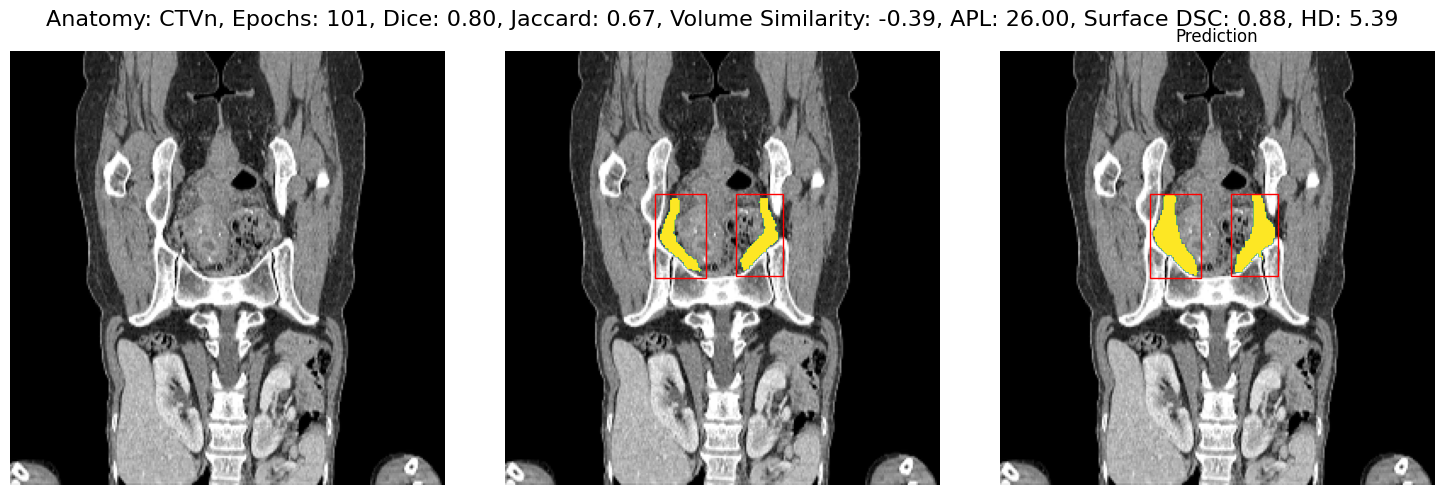 Anatomy: CTVn, Epochs: 101, Dice: 0.80, Jaccard: 0.67, Volume Similarity: -0.39, APL: 26.00, Surface DSC: 0.88, HD: 5.39
Prediction